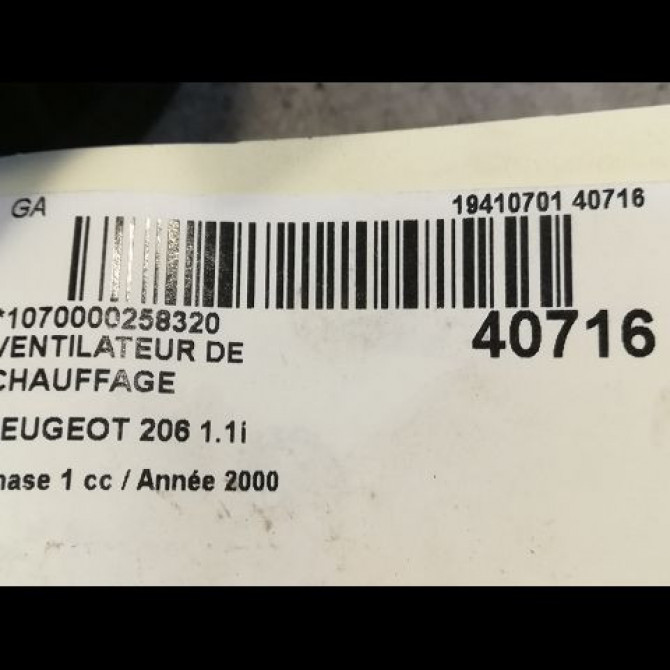 GA
19410701 40716
*1070000258320
40716
VENTILATEUR DE
CHAUFFAGE
EUGEOT 206 1.1i
hase 1 cc / Année 2000